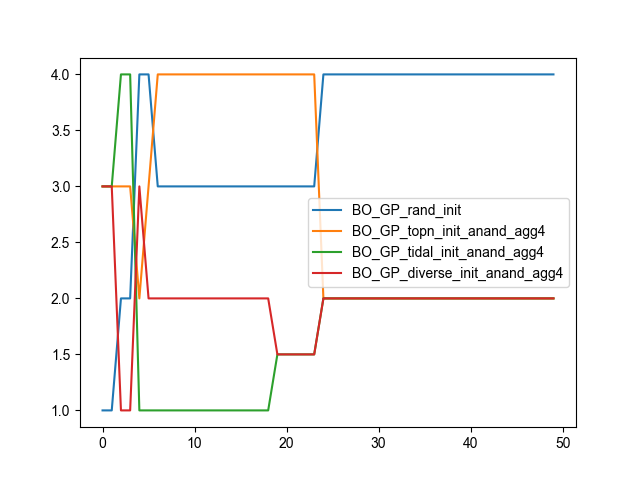 4.0
3.5
3.0
2.5
2.0
1.5
1.0
BO_GP_rand_init
BO_GP_topn_init_anand_agg4
BO_GP_tidal_init_anand_agg4
BO_GP_diverse_init_anand_agg4
0 10 20 30 40 50